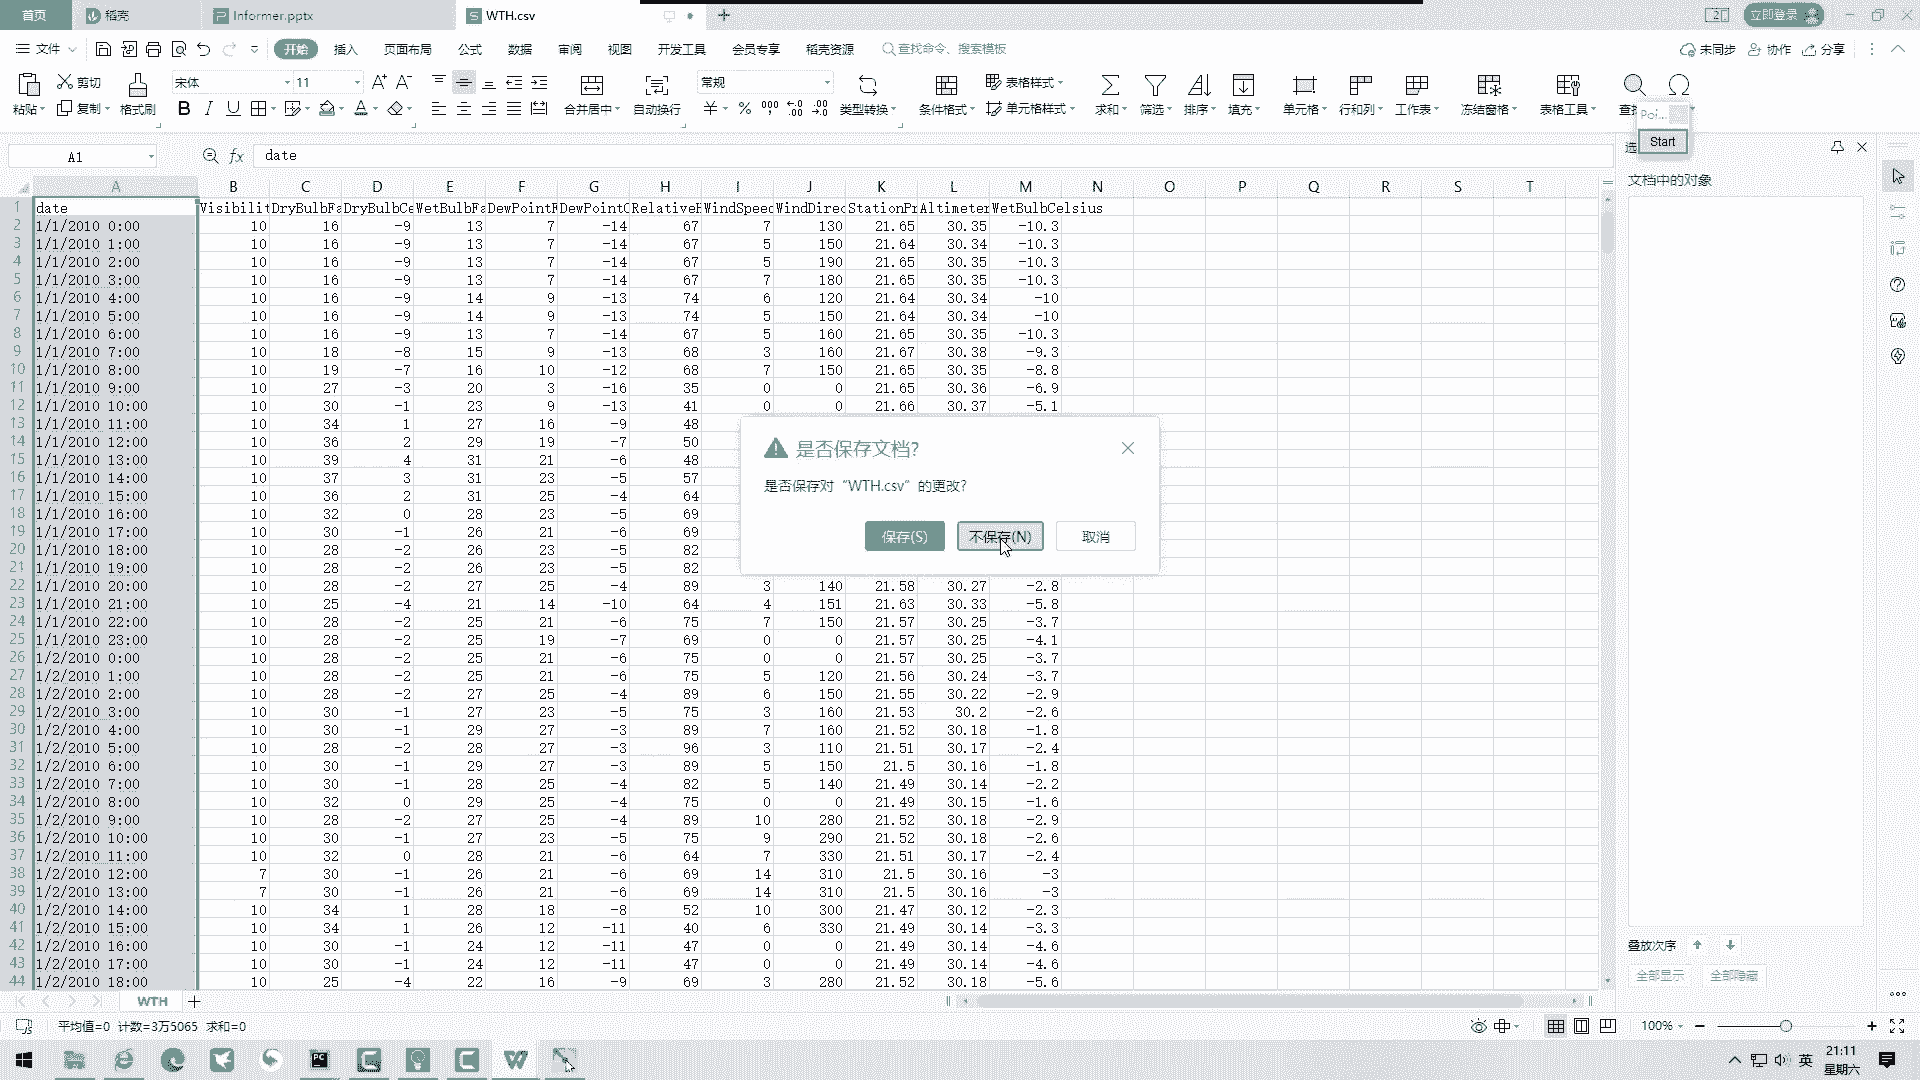 首页 稻壳 Informer.pptx WTH.csv 立即登录
文件 开始 插入 页面布局 公式 数据 审阅 视图 开发工具 会员专享 稻壳资源 查找命令、搜索模板 未同步 协作 分享
剪切 宋体 11 常规 表格样式
粘贴 复制 格式刷 合并居中 自动换行 类型转换 条件格式 单元格样式 求和 筛选 排序 填充 单元格 行和列 工作表 冻结窗格 表格工具
Poi...
Start
A1 fx date
文档中的对象
A B C D E F G H I J K L M N O P Q R S T
1 date Visibilit DryBulbFa DryBulbCe WetBulbFa DewPointF DewPointC RelativeH WindSpeed WindDirec StationPr Altimeter WetBulbCelsius
2 1/1/2010 0:00 10 16 -9 13 7 -14 67 7 130 21.65 30.35 -10.3
3 1/1/2010 1:00 10 16 -9 13 7 -14 67 5 150 21.64 30.34 -10.3
4 1/1/2010 2:00 10 16 -9 13 7 -14 67 5 190 21.65 30.35 -10.3
5 1/1/2010 3:00 10 16 -9 13 7 -14 67 7 180 21.65 30.35 -10.3
6 1/1/2010 4:00 10 16 -9 14 9 -13 74 6 120 21.64 30.34 -10
7 1/1/2010 5:00 10 16 -9 14 9 -13 74 5 150 21.64 30.34 -10
8 1/1/2010 6:00 10 16 -9 13 7 -14 67 5 160 21.65 30.35 -10.3
9 1/1/2010 7:00 10 18 -8 15 9 -13 68 3 160 21.67 30.38 -9.3
10 1/1/2010 8:00 10 19 -7 16 10 -12 68 7 150 21.65 30.35 -8.8
11 1/1/2010 9:00 10 27 -3 20 3 -16 35 0 0 21.65 30.36 -6.9
12 1/1/2010 10:00 10 30 -1 23 9 -13 41 0 0 21.66 30.37 -5.1
13 1/1/2010 11:00 10 34 1 27 16 -9 48
14 1/1/2010 12:00 10 36 2 29 19 -7 50
15 1/1/2010 13:00 10 39 4 31 21 -6 48
16 1/1/2010 14:00 10 37 3 31 23 -5 57
17 1/1/2010 15:00 10 36 2 31 25 -4 64
18 1/1/2010 16:00 10 32 0 28 23 -5 69
19 1/1/2010 17:00 10 30 -1 26 21 -6 69
20 1/1/2010 18:00 10 28 -2 26 23 -5 82
21 1/1/2010 19:00 10 28 -2 26 23 -5 82
22 1/1/2010 20:00 10 28 -2 27 25 -4 89 3 140 21.58 30.27 -2.8
23 1/1/2010 21:00 10 25 -4 21 14 -10 64 4 151 21.63 30.33 -5.8
24 1/1/2010 22:00 10 28 -2 25 21 -6 75 7 150 21.57 30.25 -3.7
25 1/1/2010 23:00 10 28 -2 25 19 -7 69 0 0 21.57 30.25 -4.1
26 1/2/2010 0:00 10 28 -2 25 21 -6 75 0 0 21.57 30.25 -3.7
27 1/2/2010 1:00 10 28 -2 25 21 -6 75 5 120 21.56 30.24 -3.7
28 1/2/2010 2:00 10 28 -2 27 25 -4 89 6 150 21.55 30.22 -2.9
29 1/2/2010 3:00 10 30 -1 27 23 -5 75 3 160 21.53 30.2 -2.6
30 1/2/2010 4:00 10 30 -1 29 27 -3 89 7 160 21.52 30.18 -1.8
31 1/2/2010 5:00 10 28 -2 28 27 -3 96 3 110 21.51 30.17 -2.4
32 1/2/2010 6:00 10 30 -1 29 27 -3 89 5 150 21.5 30.16 -1.8
33 1/2/2010 7:00 10 30 -1 28 25 -4 82 5 140 21.49 30.14 -2.2
34 1/2/2010 8:00 10 32 0 29 25 -4 75 0 0 21.49 30.15 -1.6
35 1/2/2010 9:00 10 28 -2 27 25 -4 89 10 280 21.52 30.18 -2.9
36 1/2/2010 10:00 10 30 -1 27 23 -5 75 9 290 21.52 30.18 -2.6
37 1/2/2010 11:00 10 32 0 28 21 -6 64 7 330 21.51 30.17 -2.4
38 1/2/2010 12:00 7 30 -1 26 21 -6 69 14 310 21.5 30.16 -3
39 1/2/2010 13:00 7 30 -1 26 21 -6 69 14 310 21.5 30.16 -3
40 1/2/2010 14:00 10 34 1 28 18 -8 52 10 300 21.47 30.12 -2.3
41 1/2/2010 15:00 10 34 1 26 12 -11 40 6 330 21.49 30.14 -3.3
42 1/2/2010 16:00 10 30 -1 24 12 -11 47 0 0 21.49 30.14 -4.6
43 1/2/2010 17:00 10 30 -1 24 12 -11 47 0 0 21.49 30.14 -4.6
44 1/2/2010 18:00 10 25 -4 22 16 -9 69 3 280 21.52 30.18 -5.6
是否保存文档?
是否保存对“WTH.csv”的更改?
保存(S) 不保存(N) 取消
叠放次序
全部显示 全部隐藏
WTH
平均值=0 计数=3万5065 求和=0 100%
英 21:11
星期六